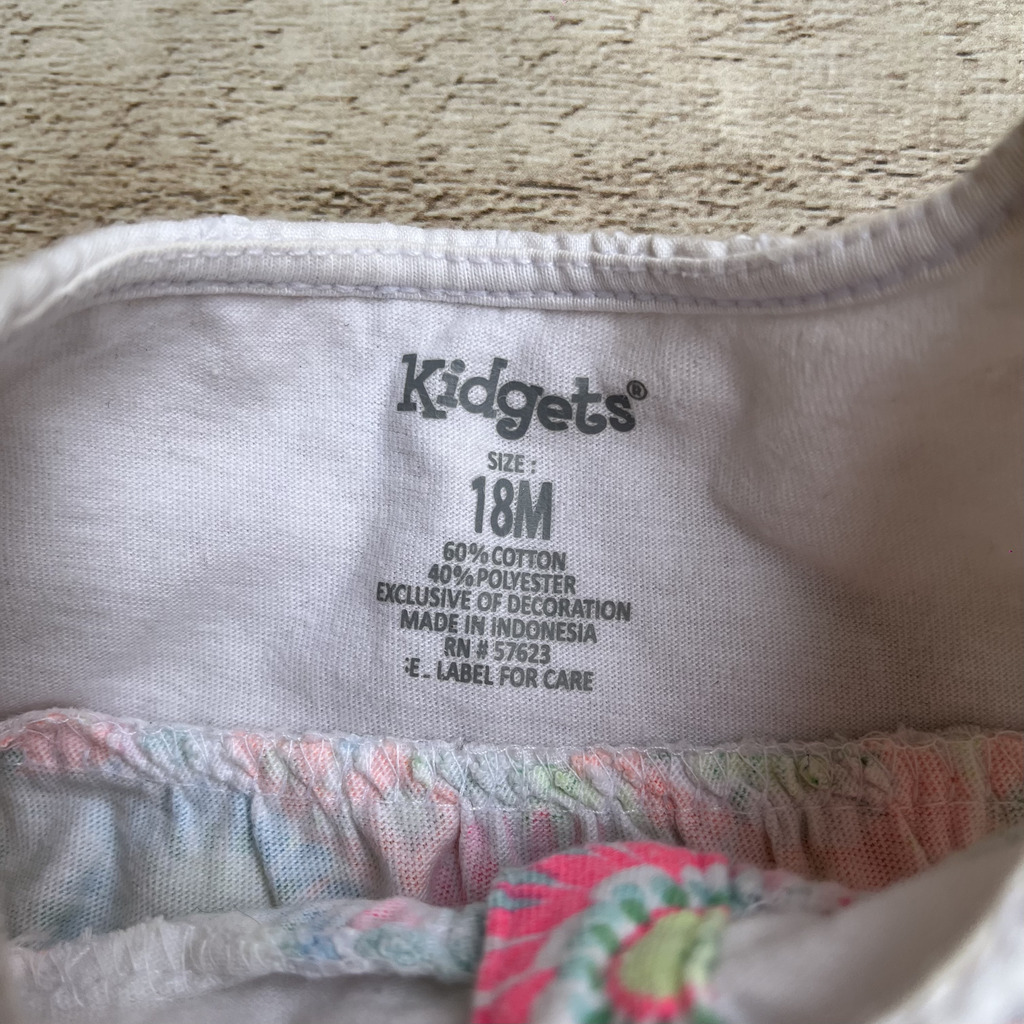 Kidgets®
SIZE :
18M
60% COTTON
40% POLYESTER
EXCLUSIVE OF DECORATION
MADE IN INDONESIA
RN # 57623
LABEL FOR CARE